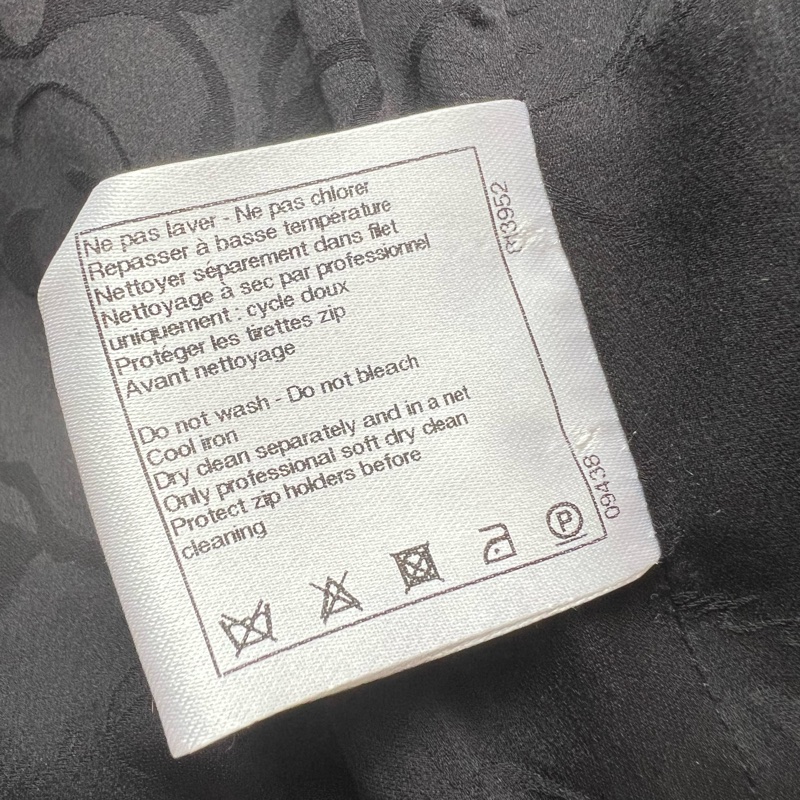 Ne pas laver - Ne pas chlorer
Repasser à basse température
Nettoyer séparement dans filet
Nettoyage à sec par professionnel
uniquement : cycle doux
Protéger les tirettes zip
Avant nettoyage
Do not wash - Do not bleach
Cool iron
Dry clean separately and in a net
Only professional soft dry clean
Protect zip holders before
cleaning
P
09438